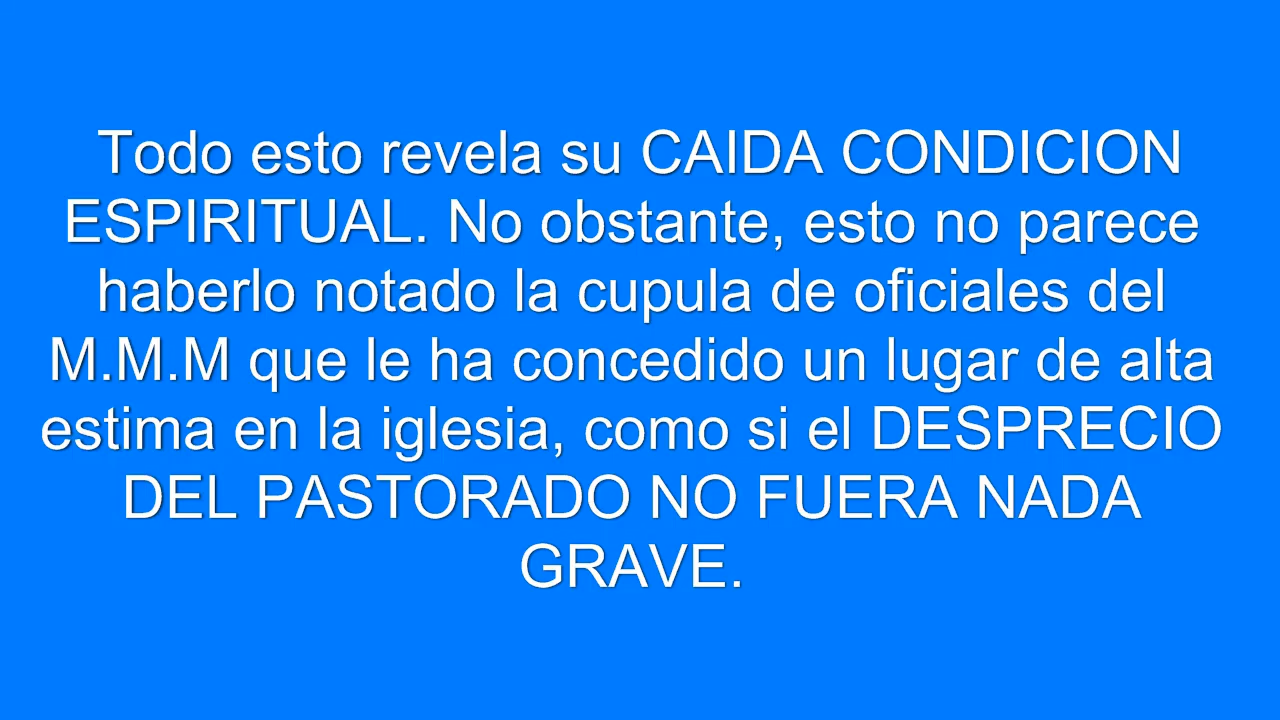 Todo esto revela su CAIDA CONDICION
ESPIRITUAL. No obstante, esto no parece
haberlo notado la cupula de oficiales del
M.M.M que le ha concedido un lugar de alta
estima en la iglesia, como si el DESPRECIO
DEL PASTORADO NO FUERA NADA
GRAVE.